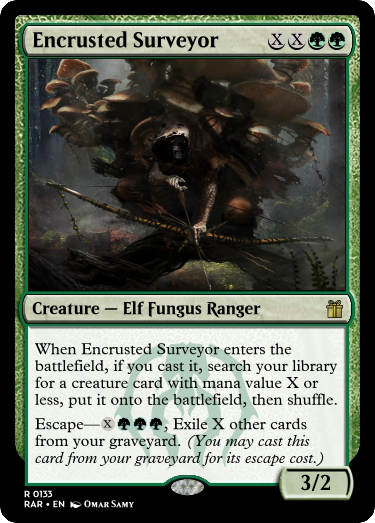 Encrusted Surveyor XX
Creature — Elf Fungus Ranger
When Encrusted Surveyor enters the
battlefield, if you cast it, search your library
for a creature card with mana value X or
less, put it onto the battlefield, then shuffle.
Escape—X, Exile X other cards
from your graveyard. (You may cast this
card from your graveyard for its escape cost.)
3/2
R 0133
RAR • EN Omar Samy